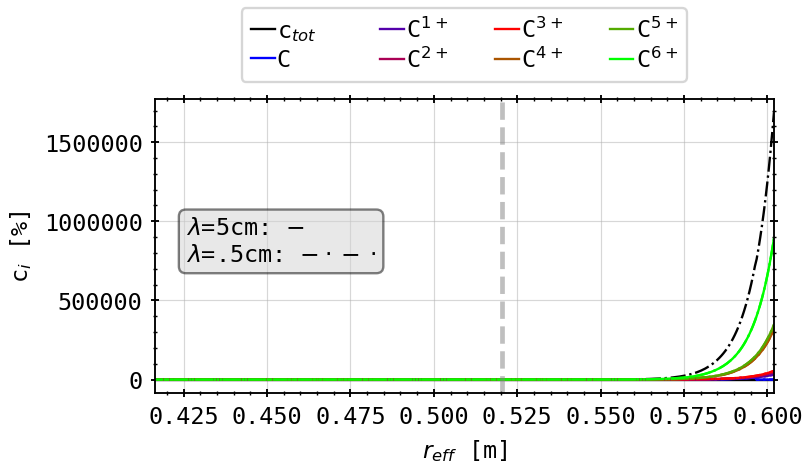 c_tot C^1+ C^3+ C^5+
C C^2+ C^4+ C^6+
1500000
1000000
500000
0
c_i [%]
λ=5cm: —
λ=.5cm: — · — ·
0.425 0.450 0.475 0.500 0.525 0.550 0.575 0.600
r_eff [m]